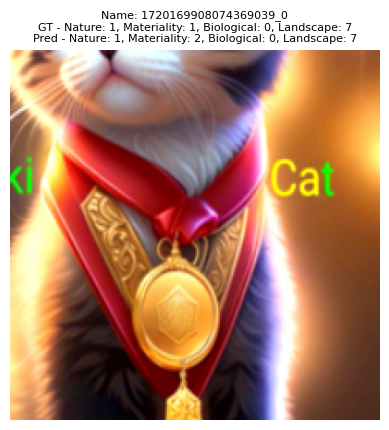 Name: 1720169908074369039_0
GT - Nature: 1, Materiality: 1, Biological: 0, Landscape: 7
Pred - Nature: 1, Materiality: 2, Biological: 0, Landscape: 7
ki Cat